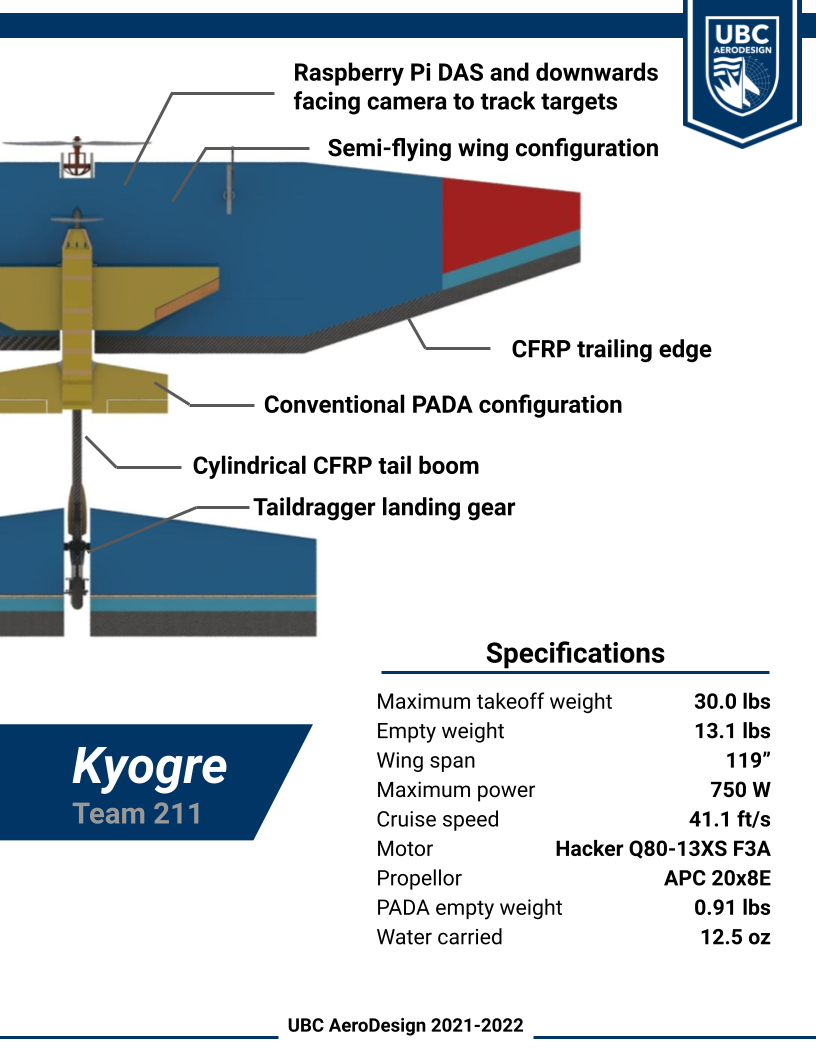 UBC
AERODESIGN
Raspberry Pi DAS and downwards
facing camera to track targets
Semi-flying wing configuration
CFRP trailing edge
Conventional PADA configuration
Cylindrical CFRP tail boom
Taildragger landing gear
Specifications
Maximum takeoff weight 30.0 lbs
Empty weight 13.1 lbs
Wing span 119”
Maximum power 750 W
Cruise speed 41.1 ft/s
Motor Hacker Q80-13XS F3A
Propellor APC 20x8E
PADA empty weight 0.91 lbs
Water carried 12.5 oz
Kyogre
Team 211
UBC AeroDesign 2021-2022